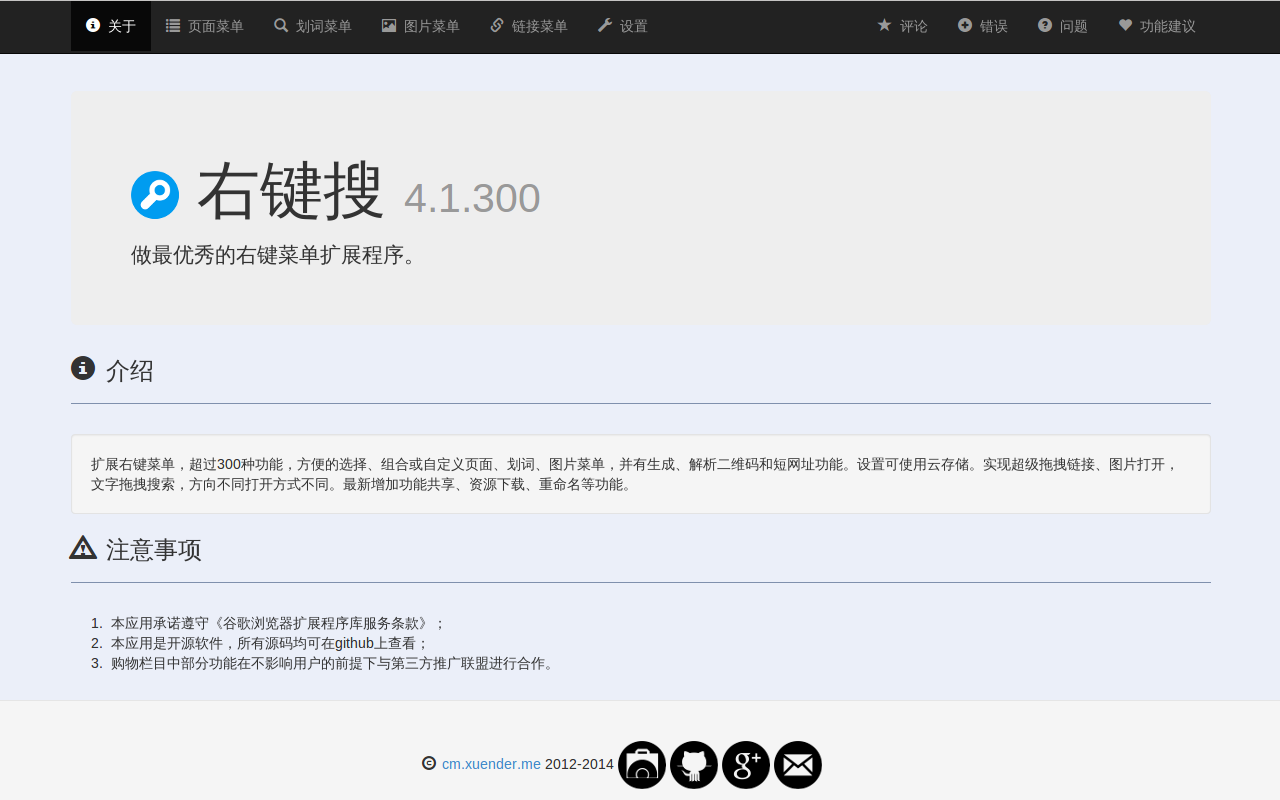 关于 页面菜单 划词菜单 图片菜单 链接菜单 设置 评论 错误 问题 功能建议
右键搜 4.1.300
做最优秀的右键菜单扩展程序。
介绍
扩展右键菜单，超过300种功能，方便的选择、组合或自定义页面、划词、图片菜单，并有生成、解析二维码和短网址功能。设置可使用云存储。实现超级拖拽链接、图片打开，
文字拖拽搜索，方向不同打开方式不同。最新增加功能共享、资源下载、重命名等功能。
注意事项
1. 本应用承诺遵守《谷歌浏览器扩展程序库服务条款》；
2. 本应用是开源软件，所有源码均可在github上查看；
3. 购物栏目中部分功能在不影响用户的前提下与第三方推广联盟进行合作。
© cm.xuender.me 2012-2014 g+